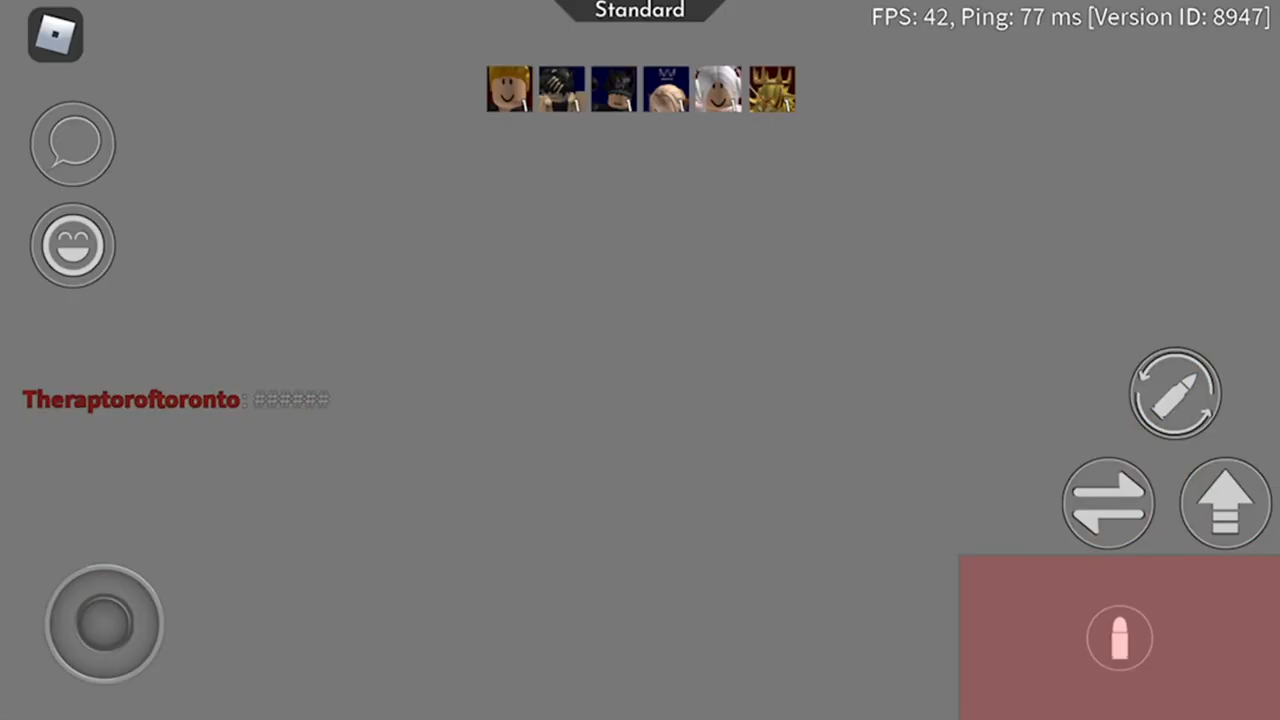 Standard
FPS: 42, Ping: 77 ms [Version ID: 8947]
Theraptoroftoronto: ######